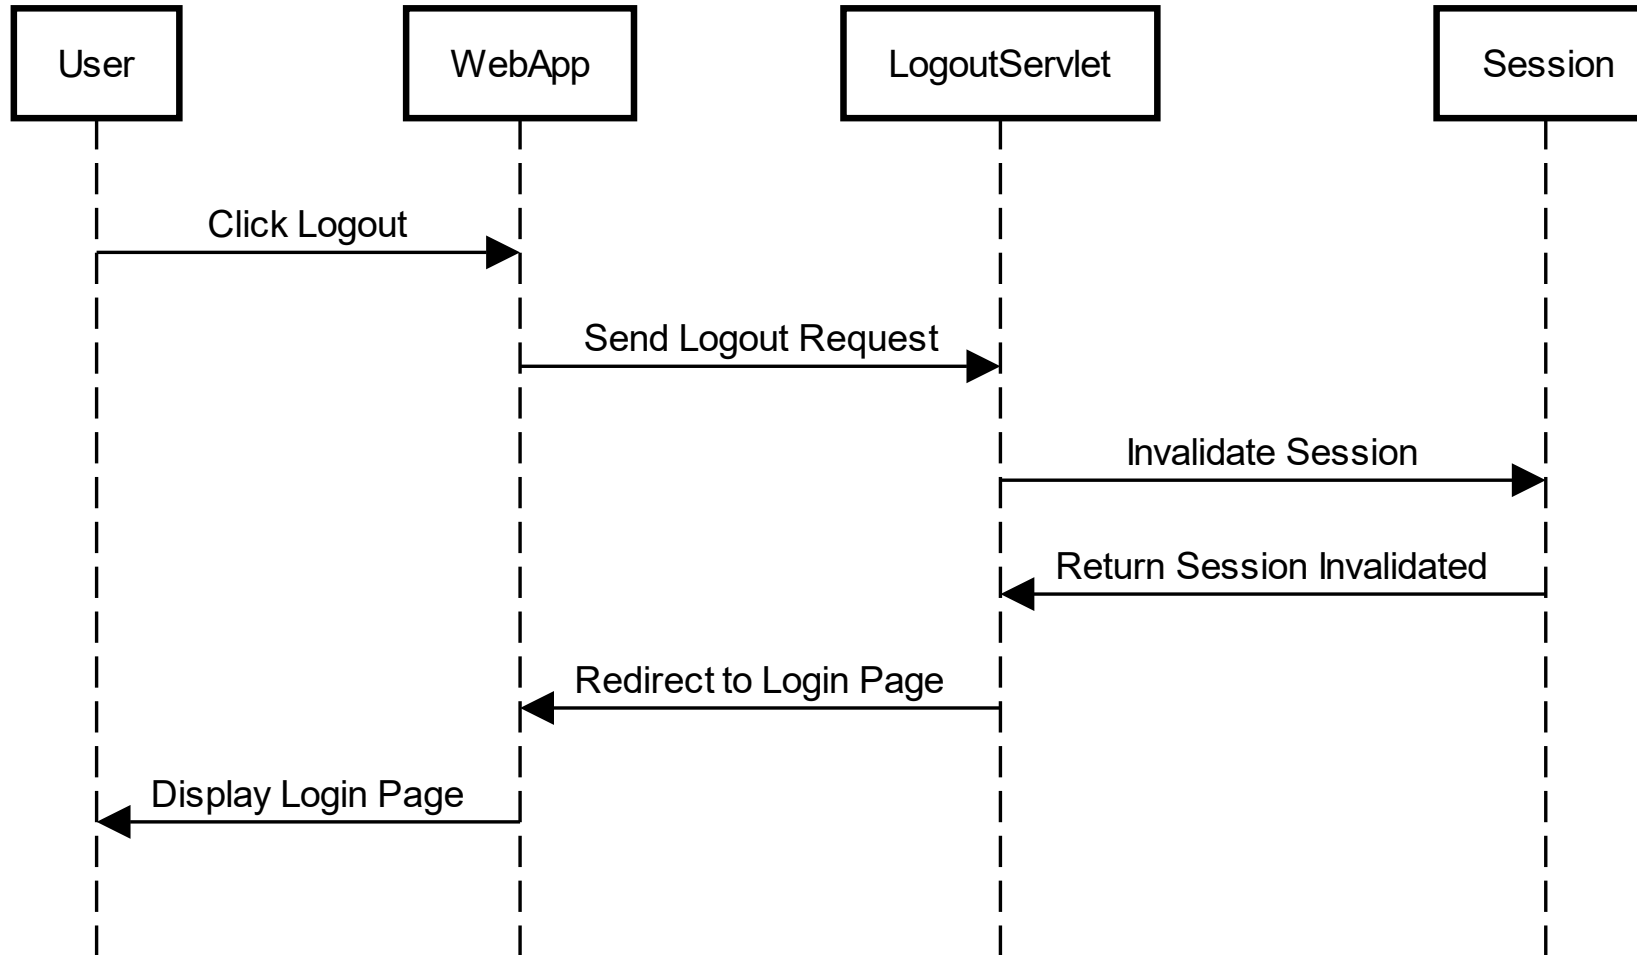 User
WebApp
LogoutServlet
Session
Click Logout
Send Logout Request
Invalidate Session
Return Session Invalidated
Redirect to Login Page
Display Login Page